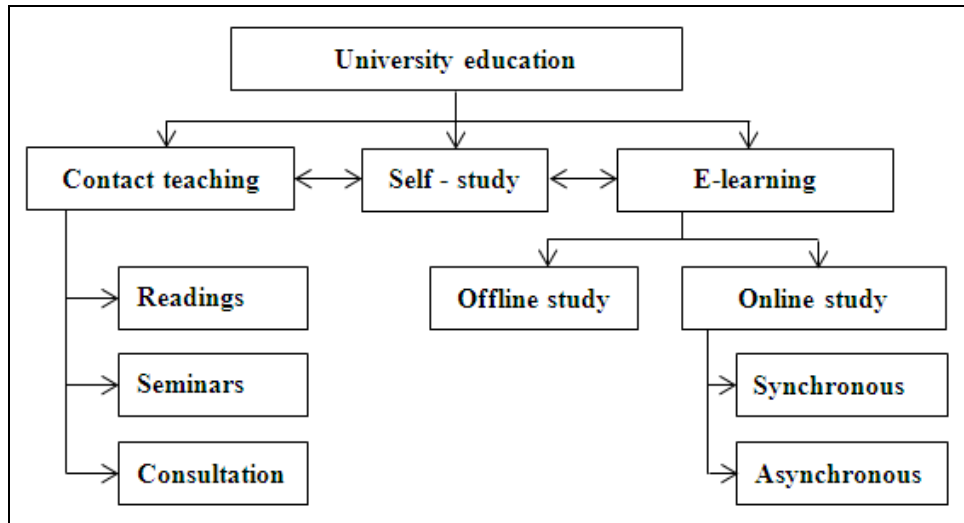 University education
Contact teaching
Self - study
E-learning
Offline study
Online study
Readings
Seminars
Synchronous
Consultation
Asynchronous